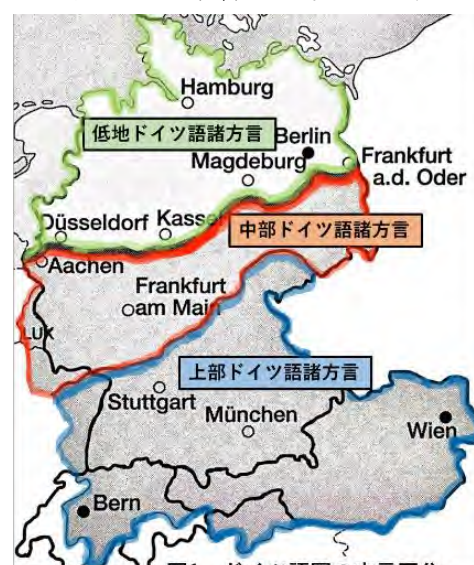 Hamburg
低地ドイツ語諸方言
Berlin
Magdeburg
Frankfurt
a.d. Oder
Düsseldorf
Kassel
中部ドイツ語諸方言
Aachen
Frankfurt
am Main
LUX
上部ドイツ語諸方言
Stuttgart
München
Wien
Bern